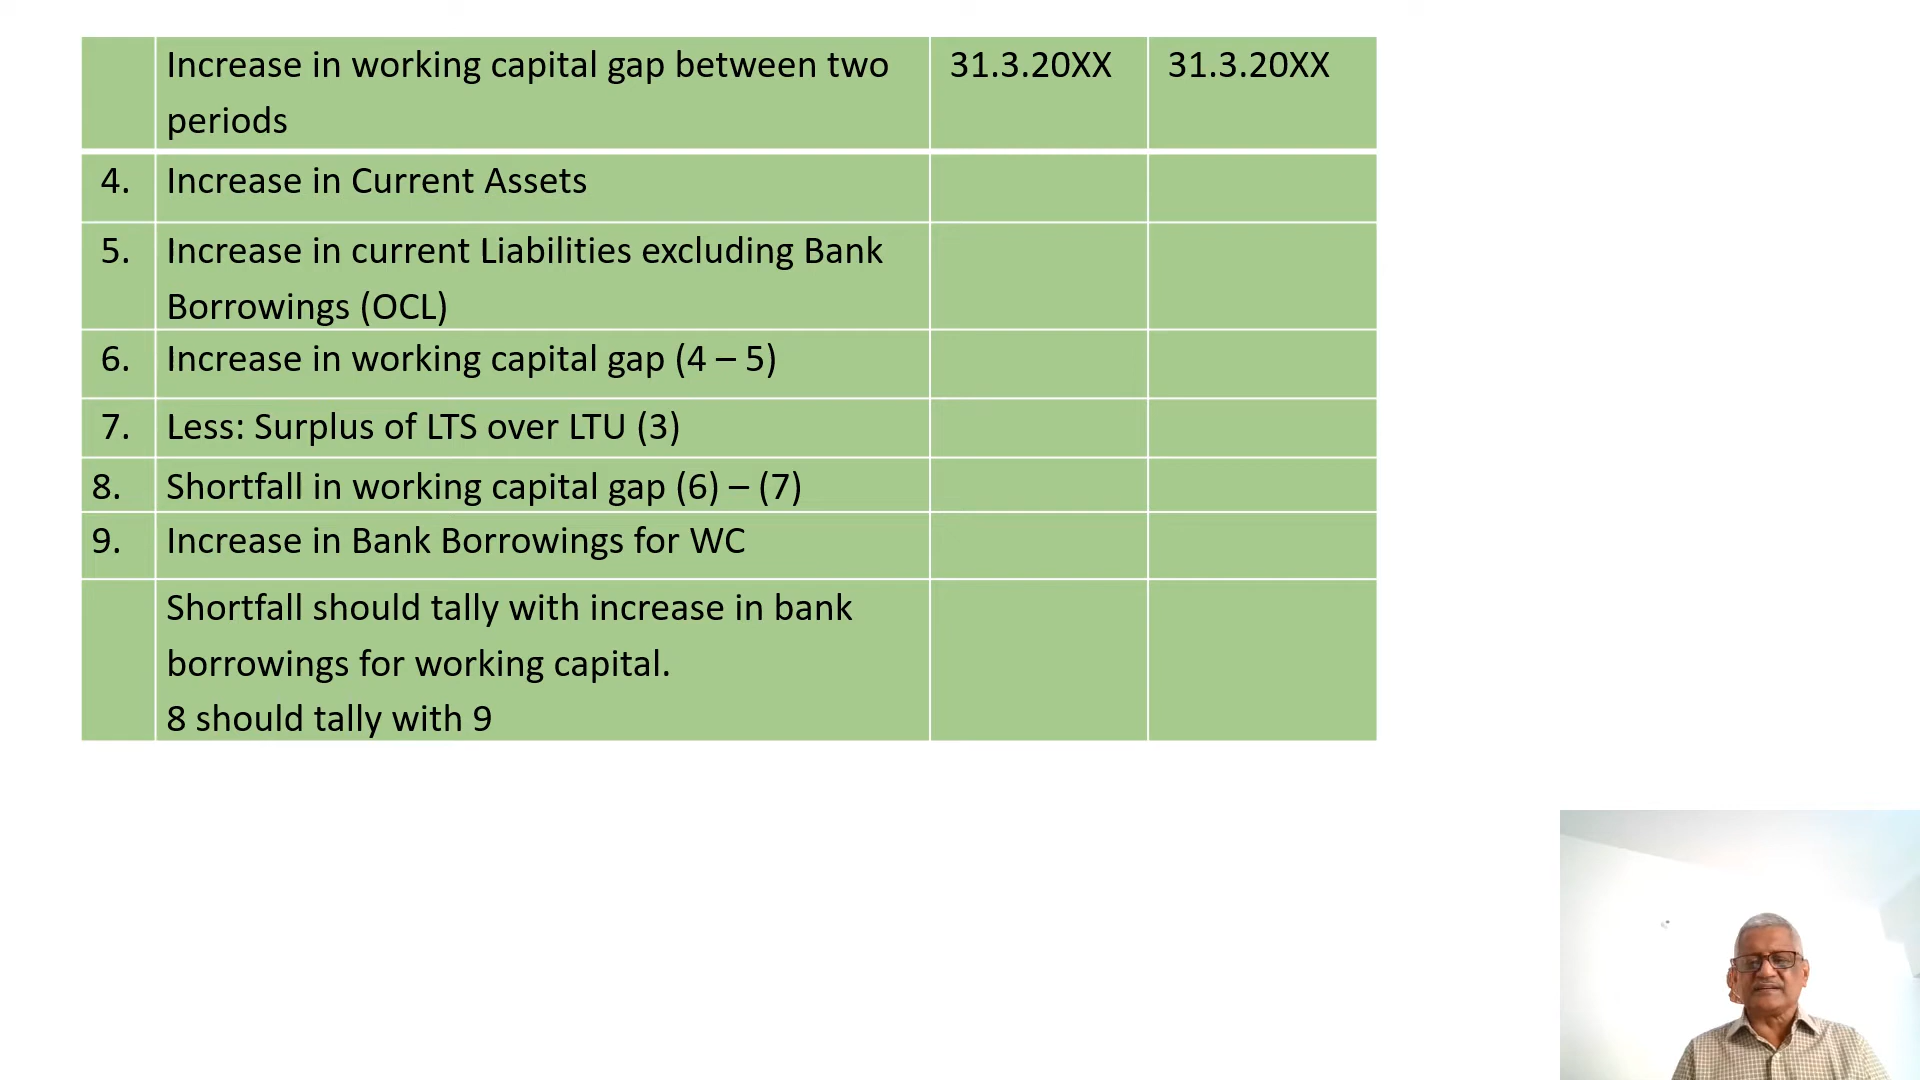 Increase in working capital gap between two
periods
31.3.20XX
31.3.20XX
4. Increase in Current Assets
5. Increase in current Liabilities excluding Bank
Borrowings (OCL)
6. Increase in working capital gap (4 – 5)
7. Less: Surplus of LTS over LTU (3)
8. Shortfall in working capital gap (6) – (7)
9. Increase in Bank Borrowings for WC
Shortfall should tally with increase in bank
borrowings for working capital.
8 should tally with 9